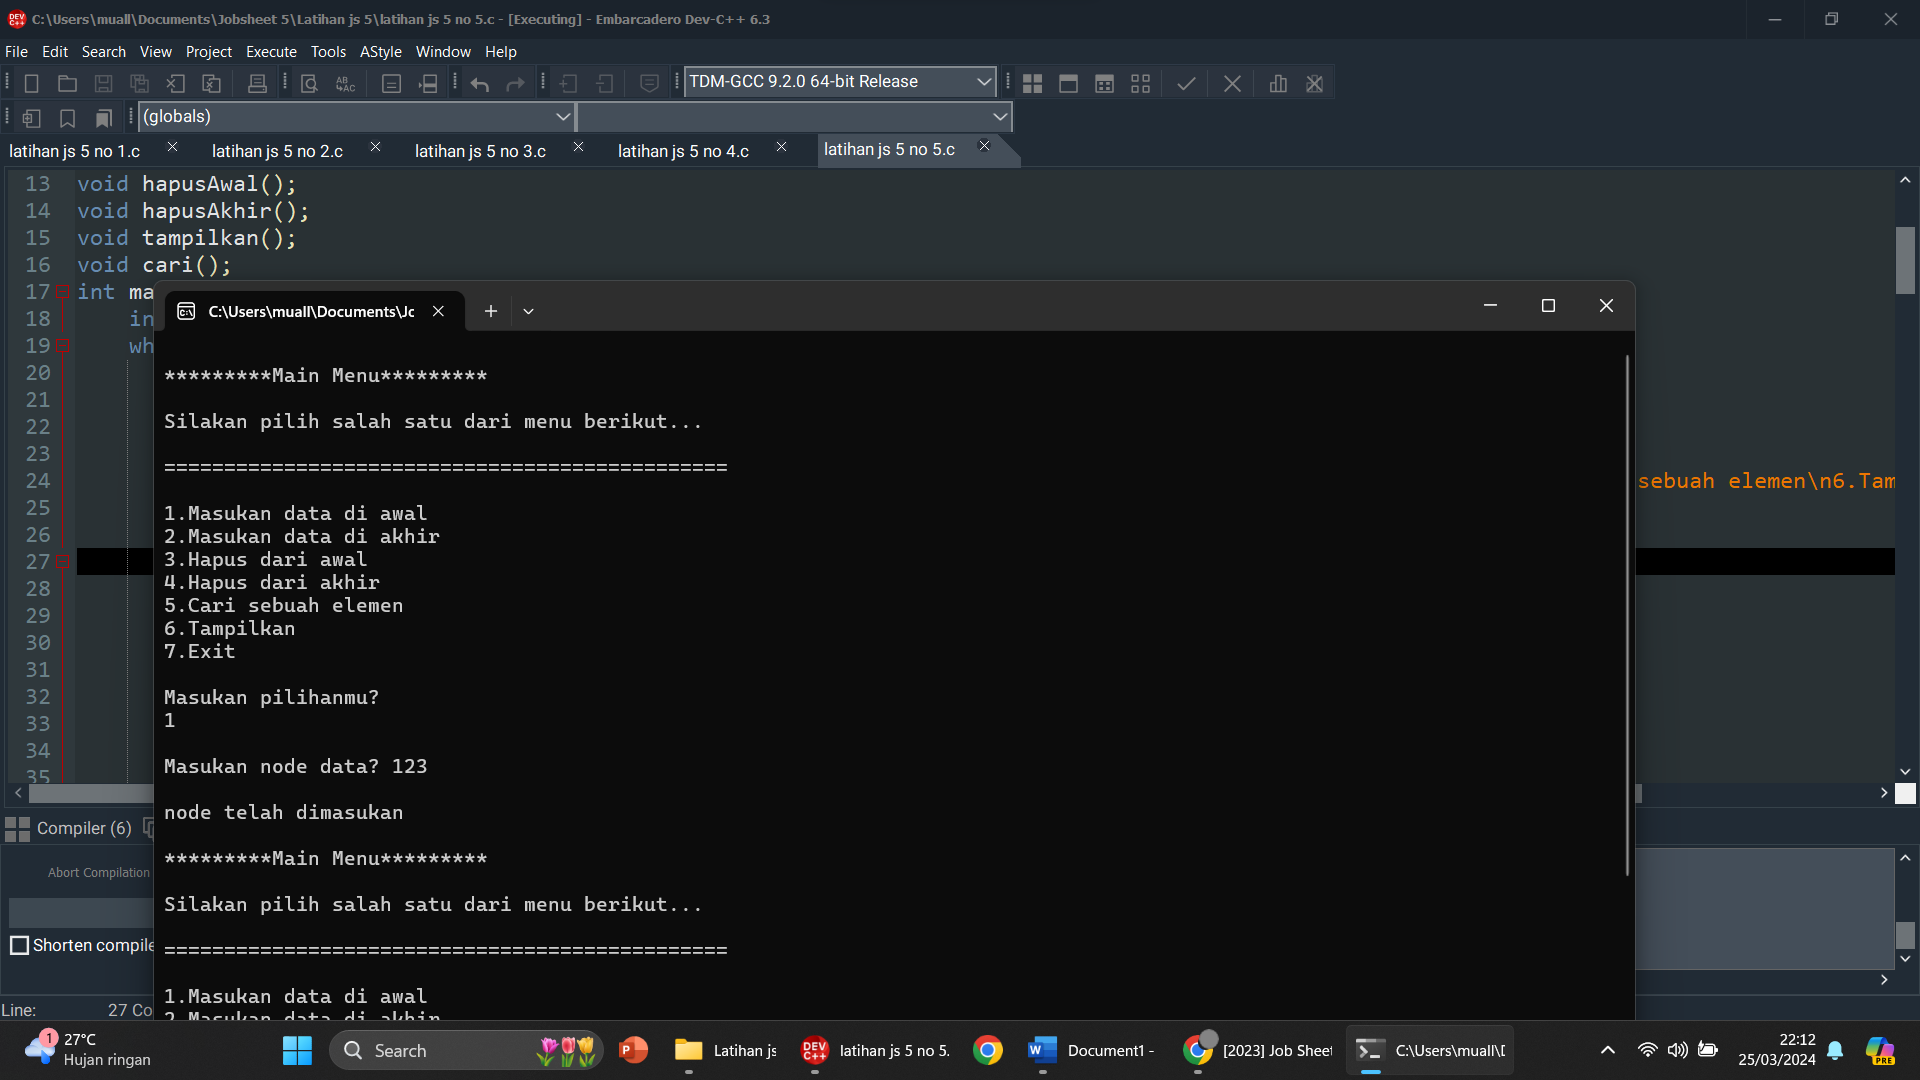 C:\Users\muall\Documents\Jobsheet 5\Latihan js 5\latihan js 5 no 5.c - [Executing] - Embarcadero Dev-C++ 6.3
File Edit Search View Project Execute Tools AStyle Window Help
TDM-GCC 9.2.0 64-bit Release
(globals)
latihan js 5 no 1.c
latihan js 5 no 2.c
latihan js 5 no 3.c
latihan js 5 no 4.c
latihan js 5 no 5.c
13 void hapusAwal();
14 void hapusAkhir();
15 void tampilkan();
16 void cari();
17 int ma
18 in
19 wh
20
21
22
23
24 sebuah elemen\n6.Tam
25
26
27
28
29
30
31
32
33
34
35
C:\Users\muall\Documents\Jc
*********Main Menu*********
Silakan pilih salah satu dari menu berikut...
===============================================
1.Masukan data di awal
2.Masukan data di akhir
3.Hapus dari awal
4.Hapus dari akhir
5.Cari sebuah elemen
6.Tampilkan
7.Exit
Masukan pilihanmu?
1
Masukan node data? 123
node telah dimasukan
*********Main Menu*********
Silakan pilih salah satu dari menu berikut...
===============================================
1.Masukan data di awal
2.Masukan data di akhir
Compiler (6)
Abort Compilation
Shorten compile
Line: 27 Co
1
27°C
Hujan ringan
Search
Latihan js
latihan js 5 no 5.
Document1 -
[2023] Job Sheet
C:\Users\muall\D
22:12
25/03/2024
PRE